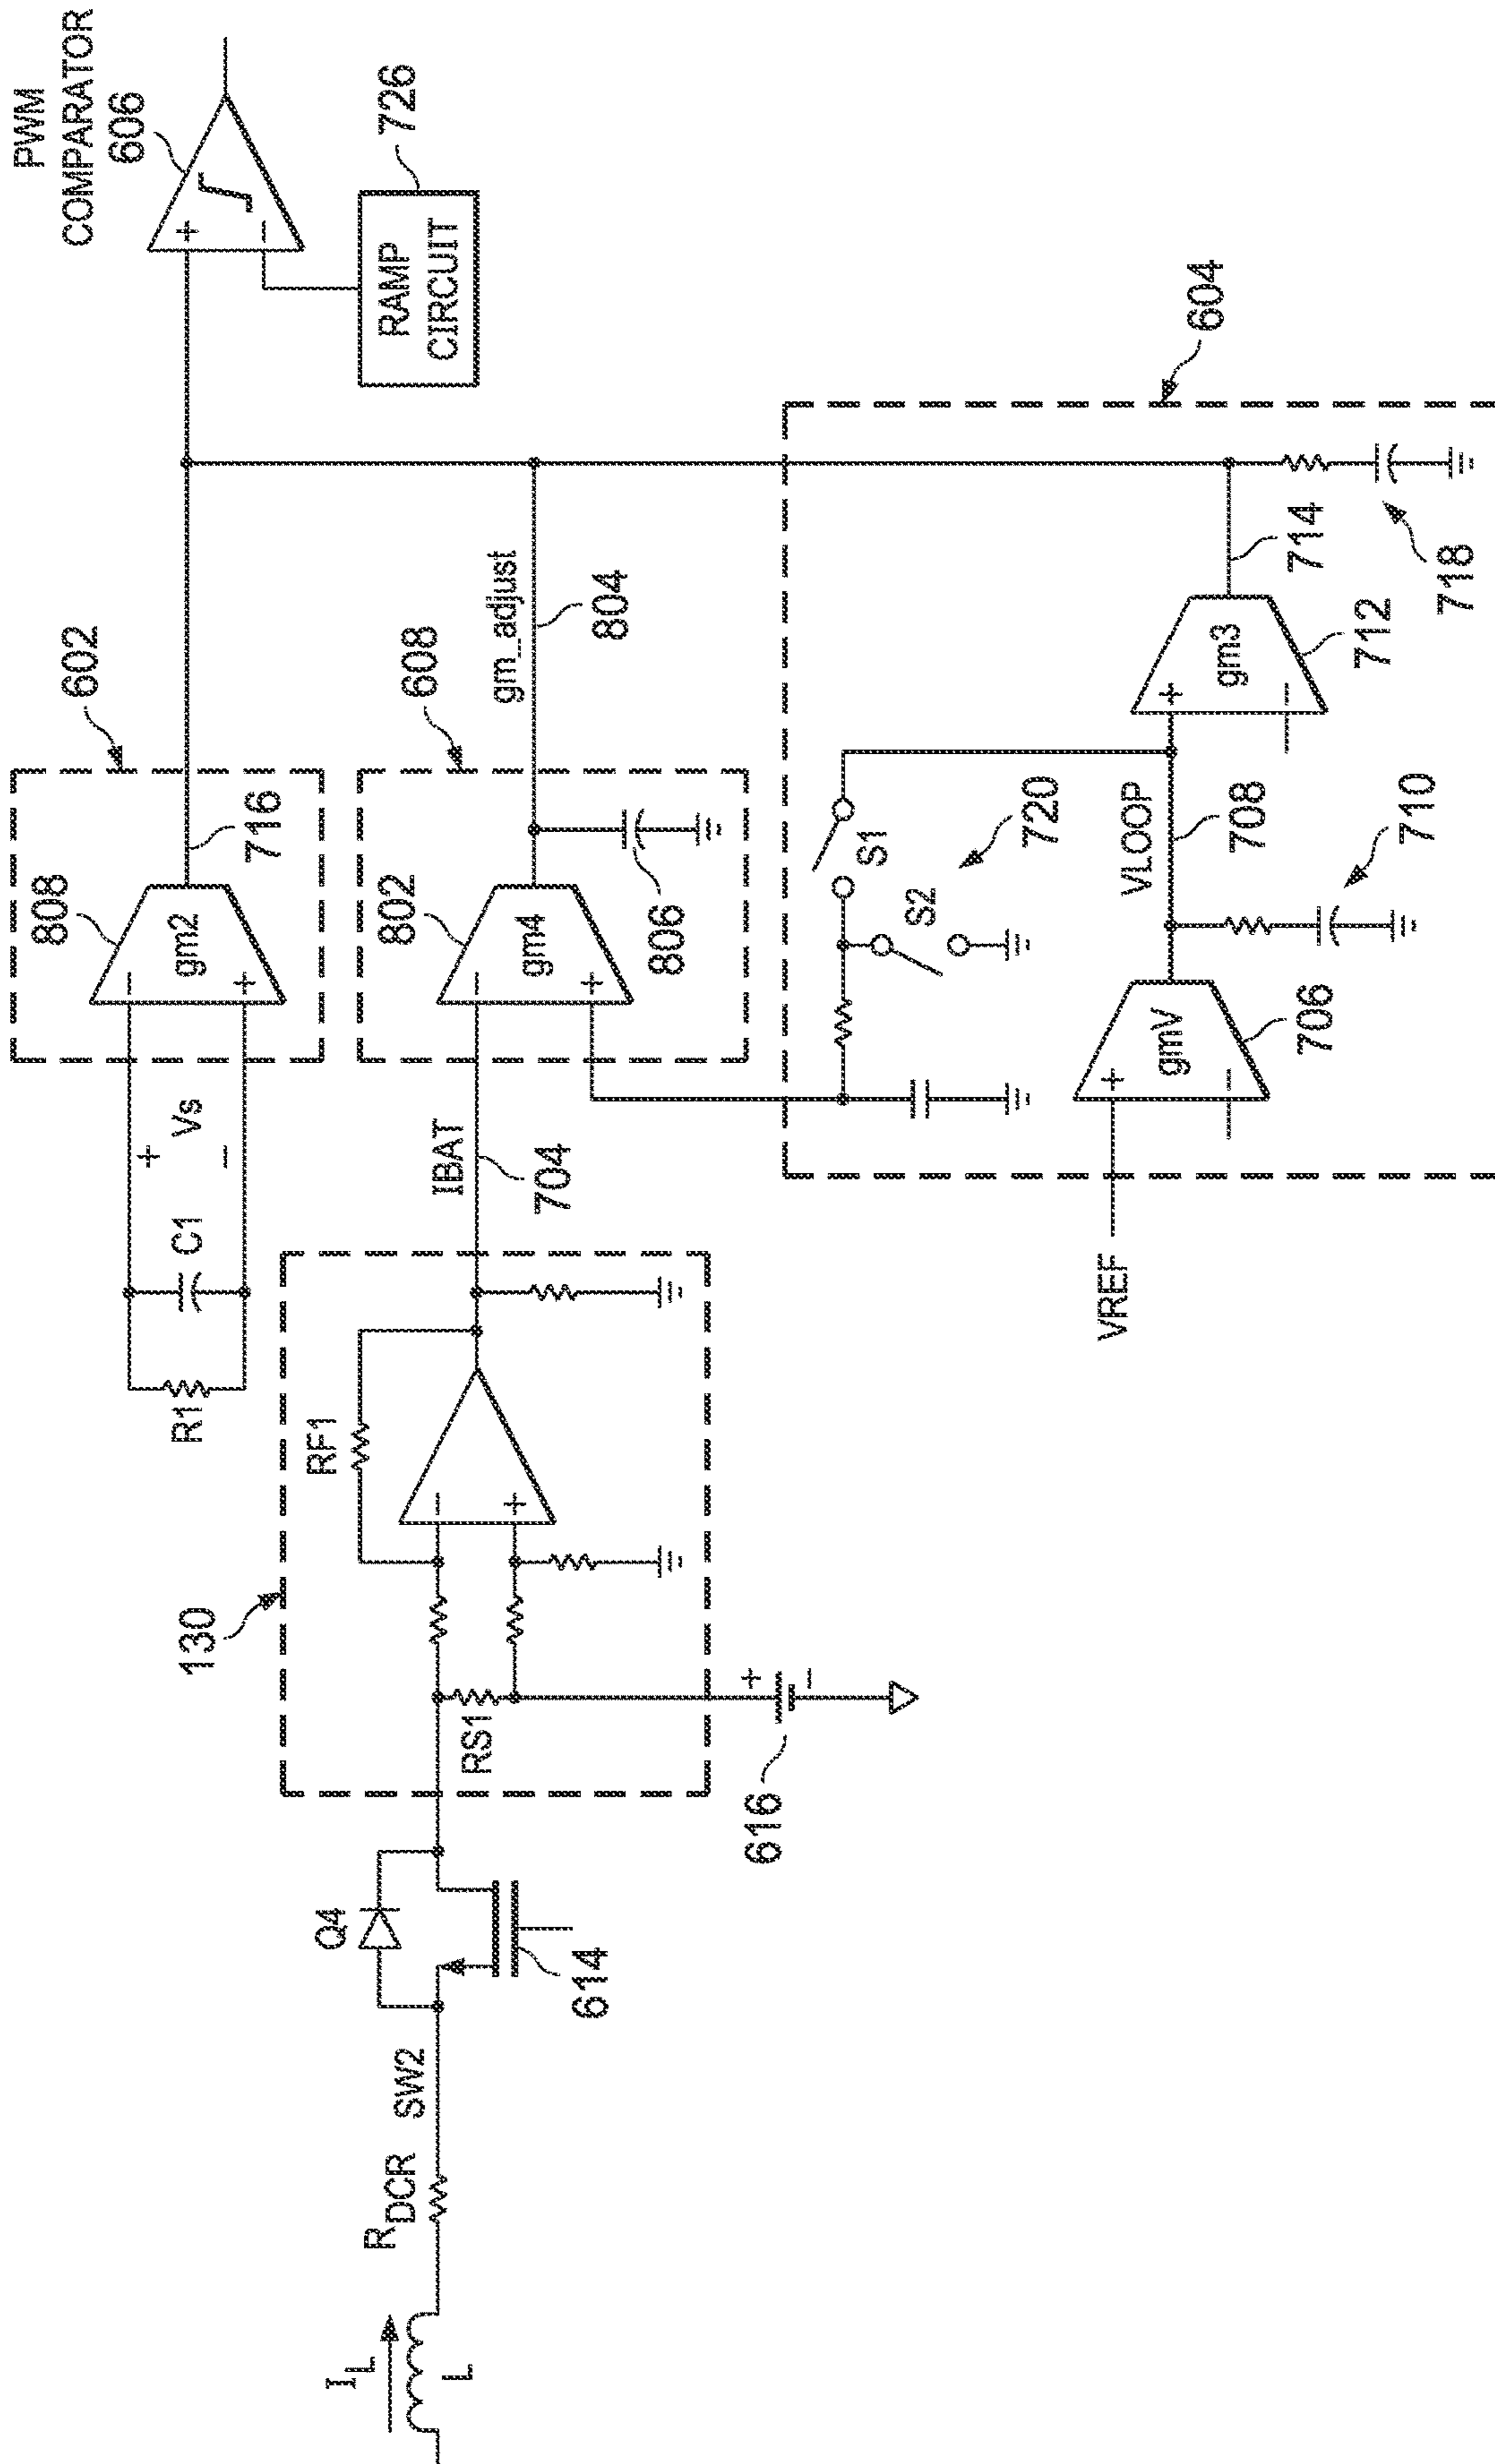 PWM
COMPARATOR
606
+
−
726
RAMP
CIRCUIT
602
808
gm2
−
+
716
+
Vs
−
C1
R1
608
802
gm4
−
+
806
gm_adjust
804
IBAT
704
130
RF1
−
+
RS1
+
−
616
Q4
614
SW2
RDCR
IL
L
604
S1
S2
720
VLOOP
708
710
gmV
+
−
706
VREF
gm3
+
−
712
714
718